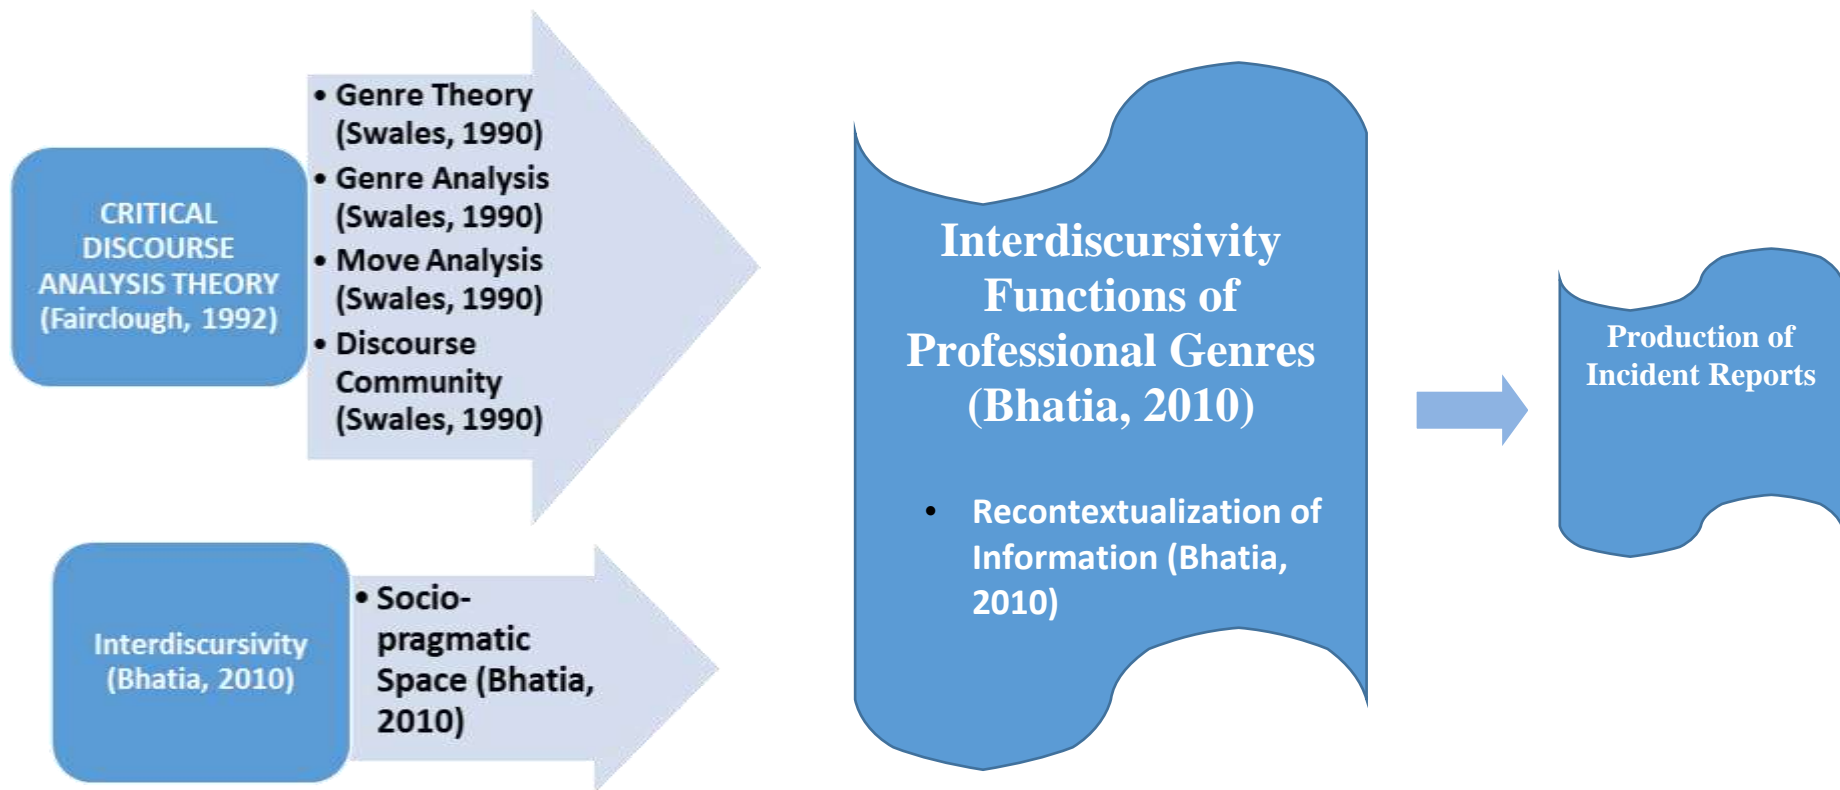 CRITICAL
DISCOURSE
ANALYSIS THEORY
(Fairclough, 1992)
• Genre Theory
(Swales, 1990)
• Genre Analysis
(Swales, 1990)
• Move Analysis
(Swales, 1990)
• Discourse
Community
(Swales, 1990)
Interdiscursivity
(Bhatia, 2010)
• Socio-
pragmatic
Space (Bhatia,
2010)
Interdiscursivity
Functions of
Professional Genres
(Bhatia, 2010)
• Recontextualization of
Information (Bhatia,
2010)
Production of
Incident Reports